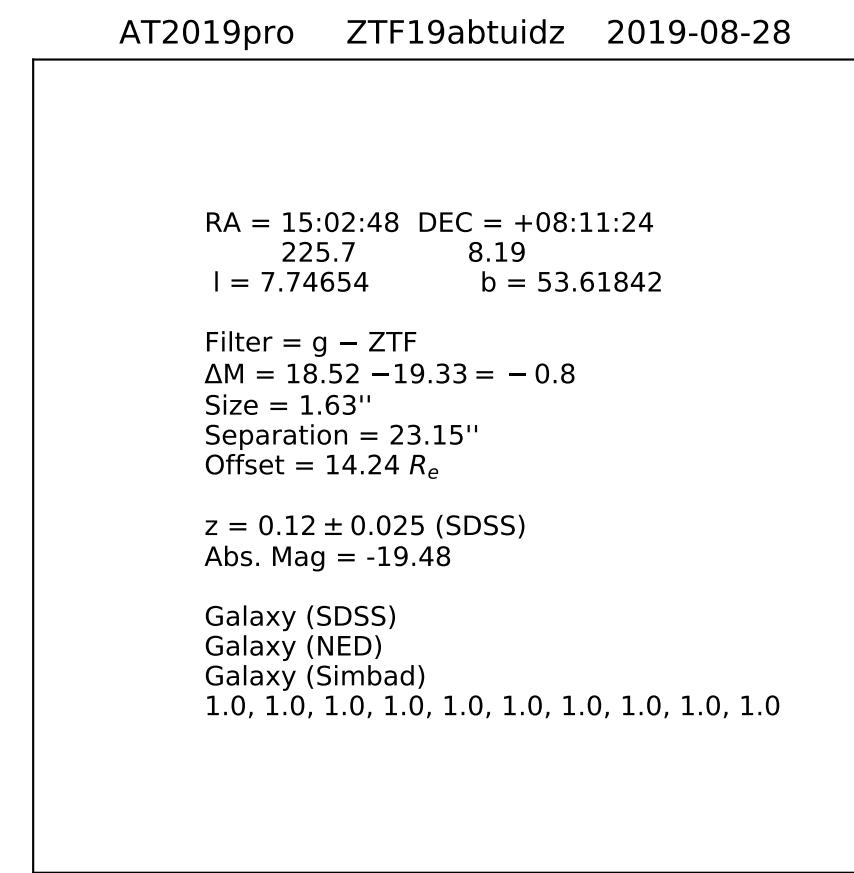 AT2019pro ZTF19abtuidz 2019-08-28
RA = 15:02:48 DEC = +08:11:24
225.7 8.19
l = 7.74654 b = 53.61842
Filter = g − ZTF
ΔM = 18.52 −19.33 = − 0.8
Size = 1.63''
Separation = 23.15''
Offset = 14.24 Rₑ
z = 0.12 ± 0.025 (SDSS)
Abs. Mag = -19.48
Galaxy (SDSS)
Galaxy (NED)
Galaxy (Simbad)
1.0, 1.0, 1.0, 1.0, 1.0, 1.0, 1.0, 1.0, 1.0, 1.0